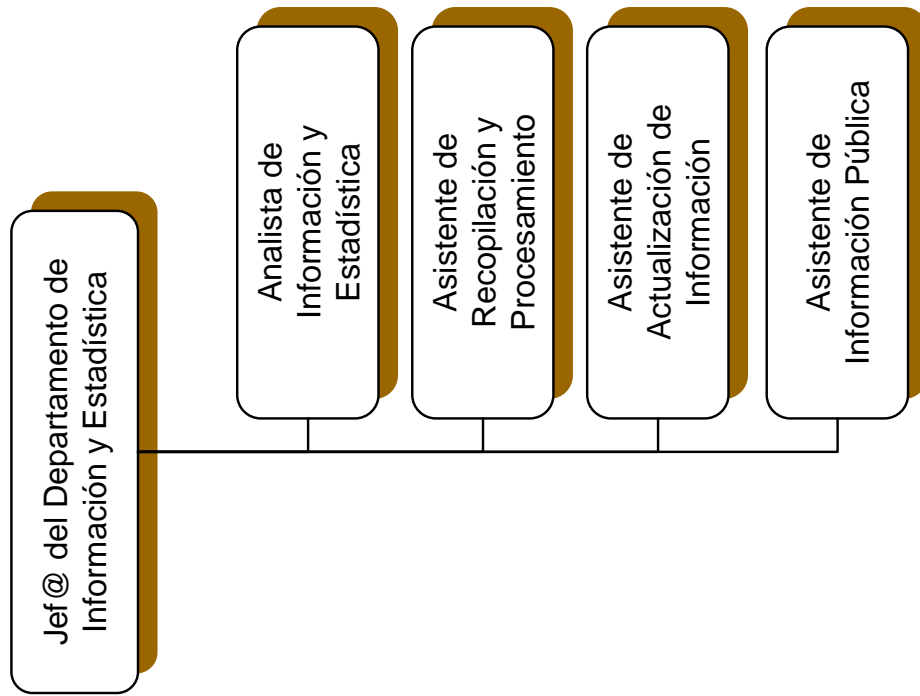 Jef@ del Departamento de
Información y Estadística
Analista de
Información y
Estadística
Asistente de
Recopilación y
Procesamiento
Asistente de
Actualización de
Información
Asistente de
Información Pública